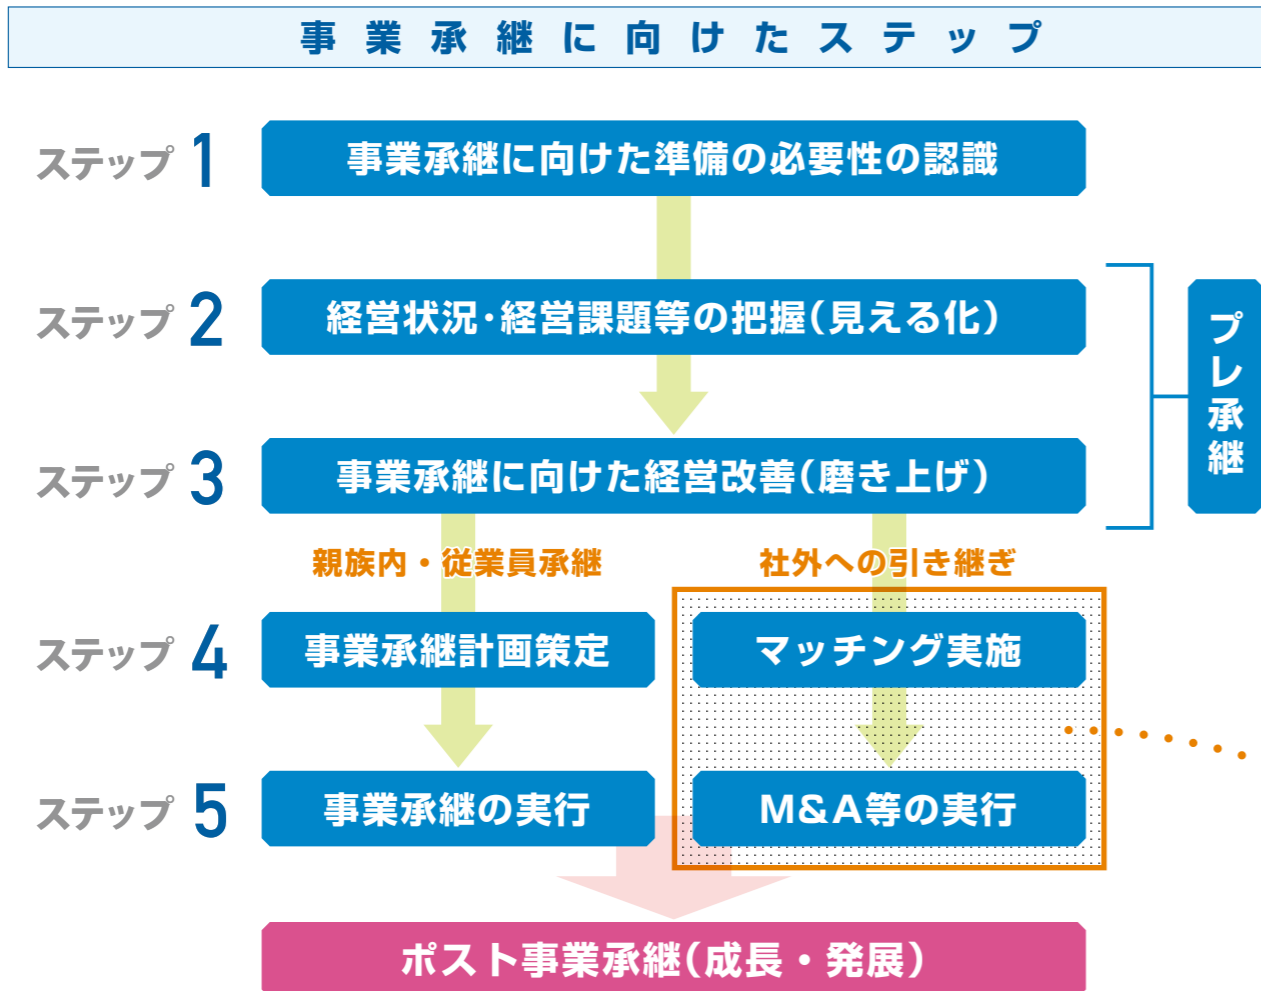 事業承継に向けたステップ
ステップ 1
事業承継に向けた準備の必要性の認識
ステップ 2
経営状況・経営課題等の把握（見える化）
プレ承継
ステップ 3
事業承継に向けた経営改善（磨き上げ）
親族内・従業員承継
社外への引き継ぎ
ステップ 4
事業承継計画策定
マッチング実施
ステップ 5
事業承継の実行
M&A等の実行
ポスト事業承継（成長・発展）